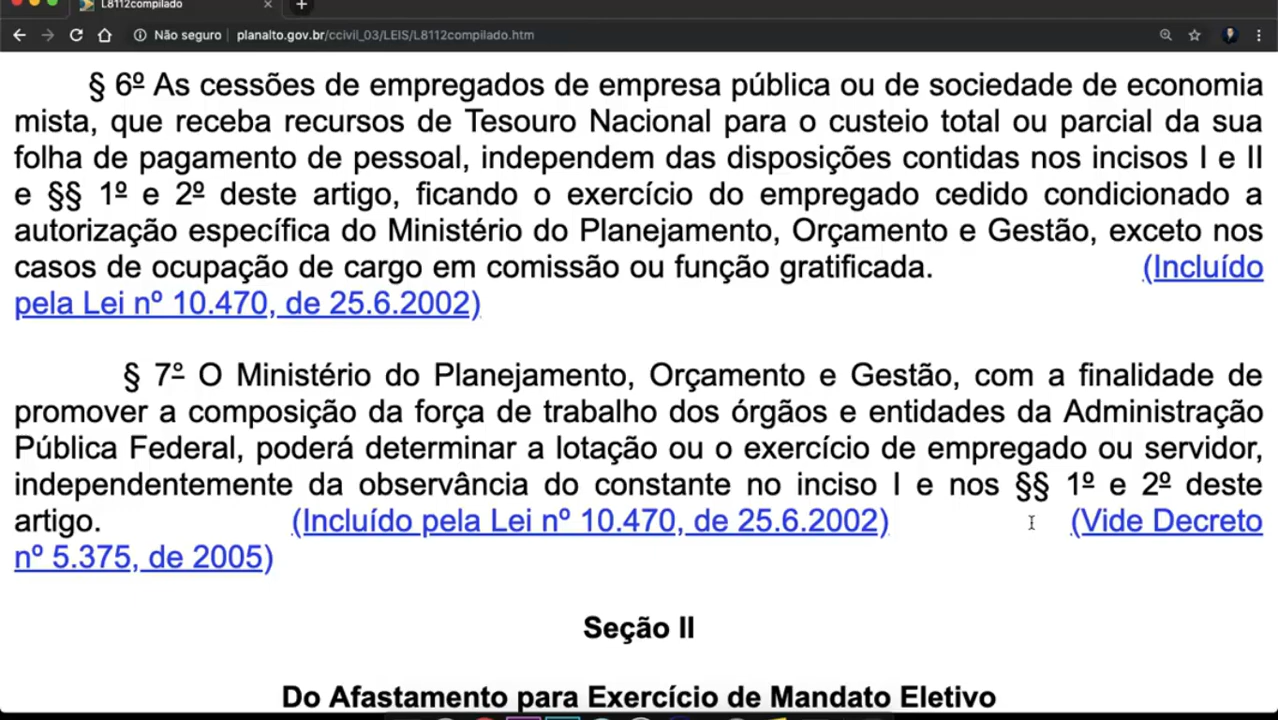 L8112compilado
Não seguro
planalto.gov.br/ccivil_03/LEIS/L8112compilado.htm
§ 6º As cessões de empregados de empresa pública ou de sociedade de economia
mista, que receba recursos de Tesouro Nacional para o custeio total ou parcial da sua
folha de pagamento de pessoal, independem das disposições contidas nos incisos I e II
e §§ 1º e 2º deste artigo, ficando o exercício do empregado cedido condicionado a
autorização específica do Ministério do Planejamento, Orçamento e Gestão, exceto nos
casos de ocupação de cargo em comissão ou função gratificada. (Incluído
pela Lei nº 10.470, de 25.6.2002)
§ 7° O Ministério do Planejamento, Orçamento e Gestão, com a finalidade de
promover a composição da força de trabalho dos órgãos e entidades da Administração
Pública Federal, poderá determinar a lotação ou o exercício de empregado ou servidor,
independentemente da observância do constante no inciso I e nos §§ 1º e 2º deste
artigo. (Incluído pela Lei nº 10.470, de 25.6.2002) (Vide Decreto
nº 5.375, de 2005)
Seção II
Do Afastamento para Exercício de Mandato Eletivo